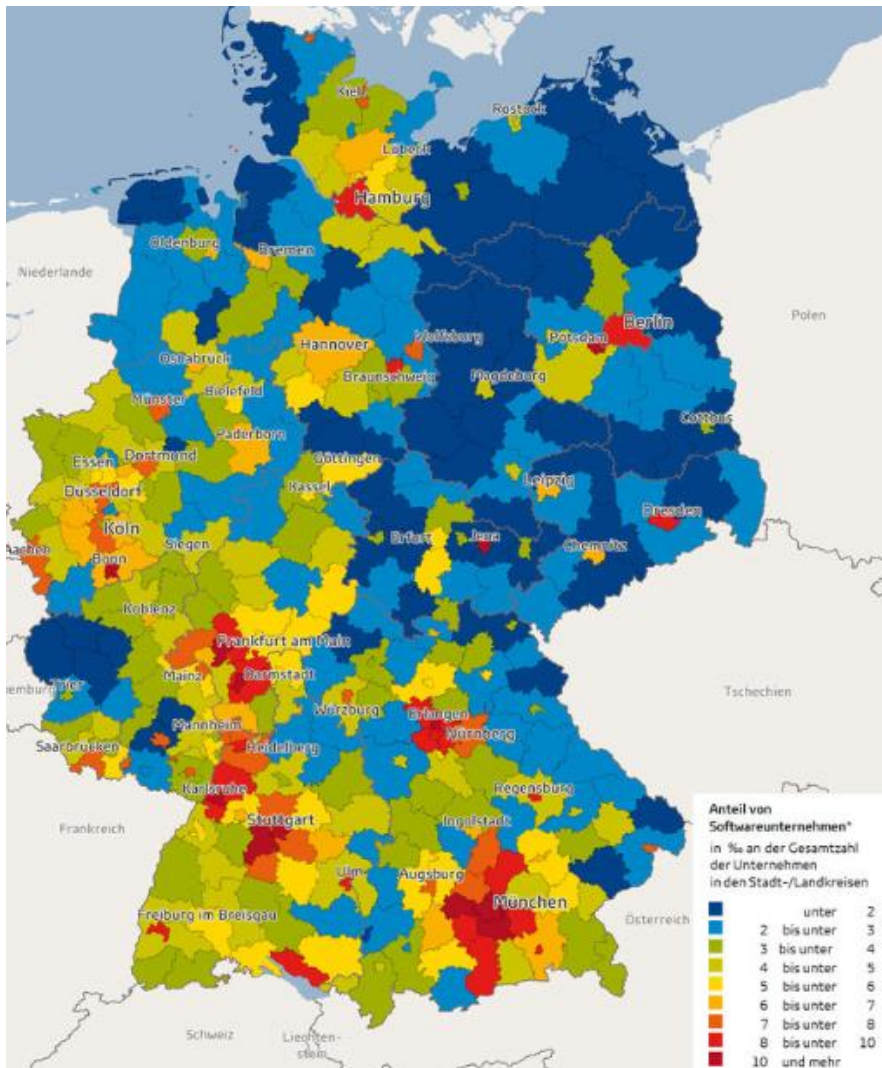 Kiel
Rostock
Lübeck
Hamburg
Oldenburg
Bremen
Niederlande
Polen
Berlin
Wolfsburg
Potsdam
Hannover
Osnabrück
Braunschweig
Magdeburg
Bielefeld
Münster
Cottbus
Paderborn
Dortmund
Göttingen
Essen
Leipzig
Kassel
Düsseldorf
Dresden
Köln
Erfurt
Jena
Aachen
Siegen
Chemnitz
Bonn
Koblenz
Frankfurt am Main
Mainz
Darmstadt
Trier
Tschechien
Würzburg
Erlangen
Mannheim
Nürnberg
Saarbrücken
Heidelberg
Karlsruhe
Regensburg
Frankreich
Stuttgart
Ingolstadt
Ulm
Augsburg
München
Freiburg im Breisgau
Österreich
Schweiz
Liechten-
stein
Anteil von
Softwareunternehmen*
in ‰ an der Gesamtzahl
der Unternehmen
in den Stadt-/Landkreisen
unter 2
2 bis unter 3
3 bis unter 4
4 bis unter 5
5 bis unter 6
6 bis unter 7
7 bis unter 8
8 bis unter 10
10 und mehr